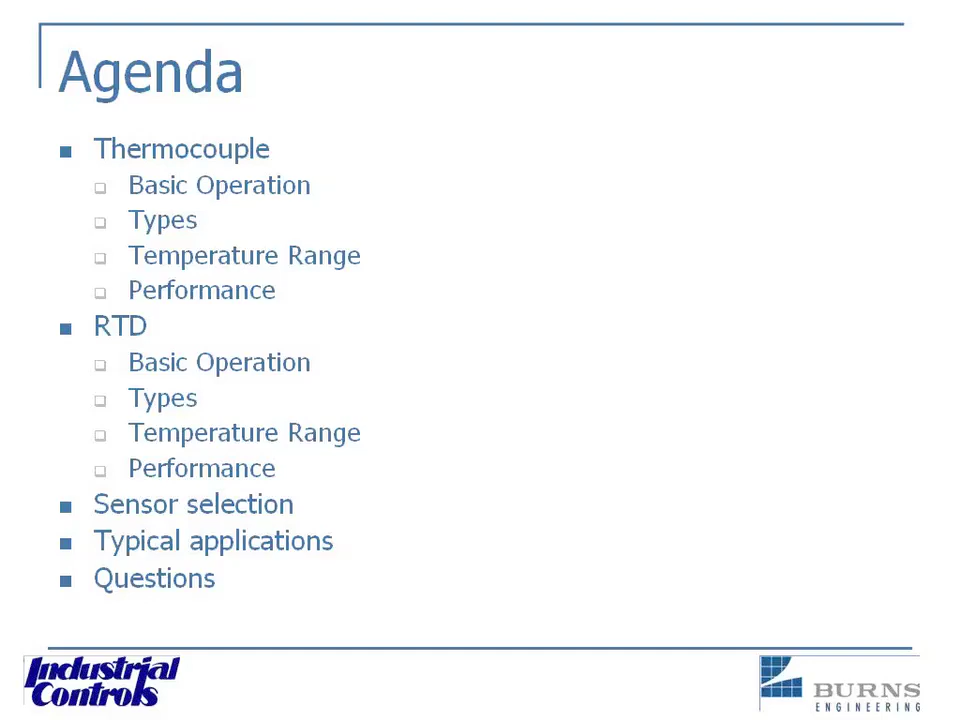 Agenda
Thermocouple
Basic Operation
Types
Temperature Range
Performance
RTD
Basic Operation
Types
Temperature Range
Performance
Sensor selection
Typical applications
Questions
Industrial
Controls
BURNS
ENGINEERING